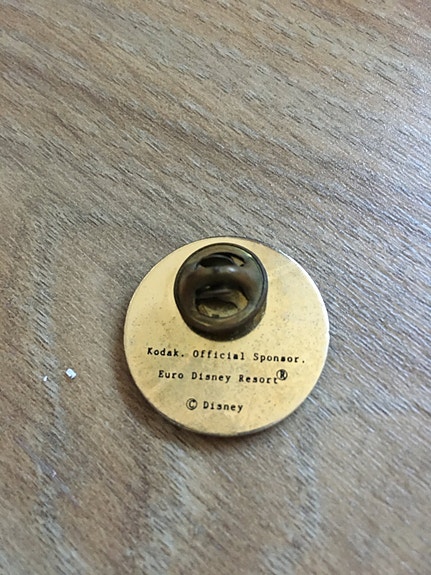 Kodak. Official Sponsor.
Euro Disney Resort®
© Disney